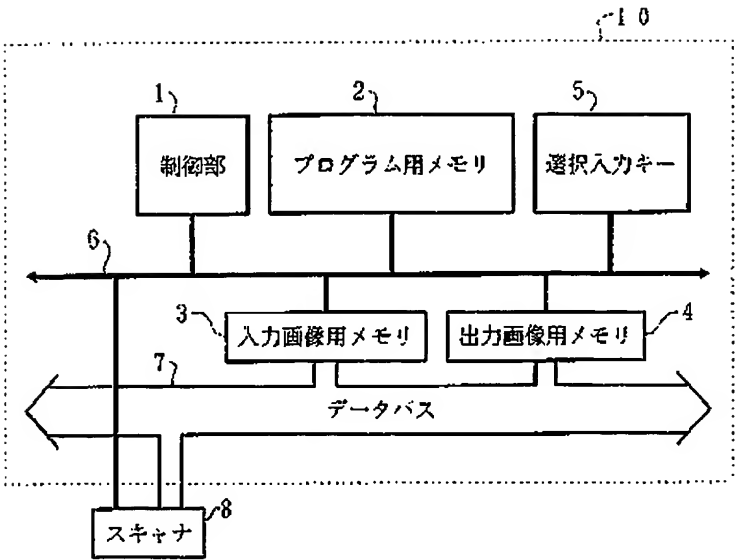 10
1
2
5
制御部
プログラム用メモリ
選択入力キー
6
3
入力画像用メモリ
出力画像用メモリ
4
7
データバス
スキャナ
8